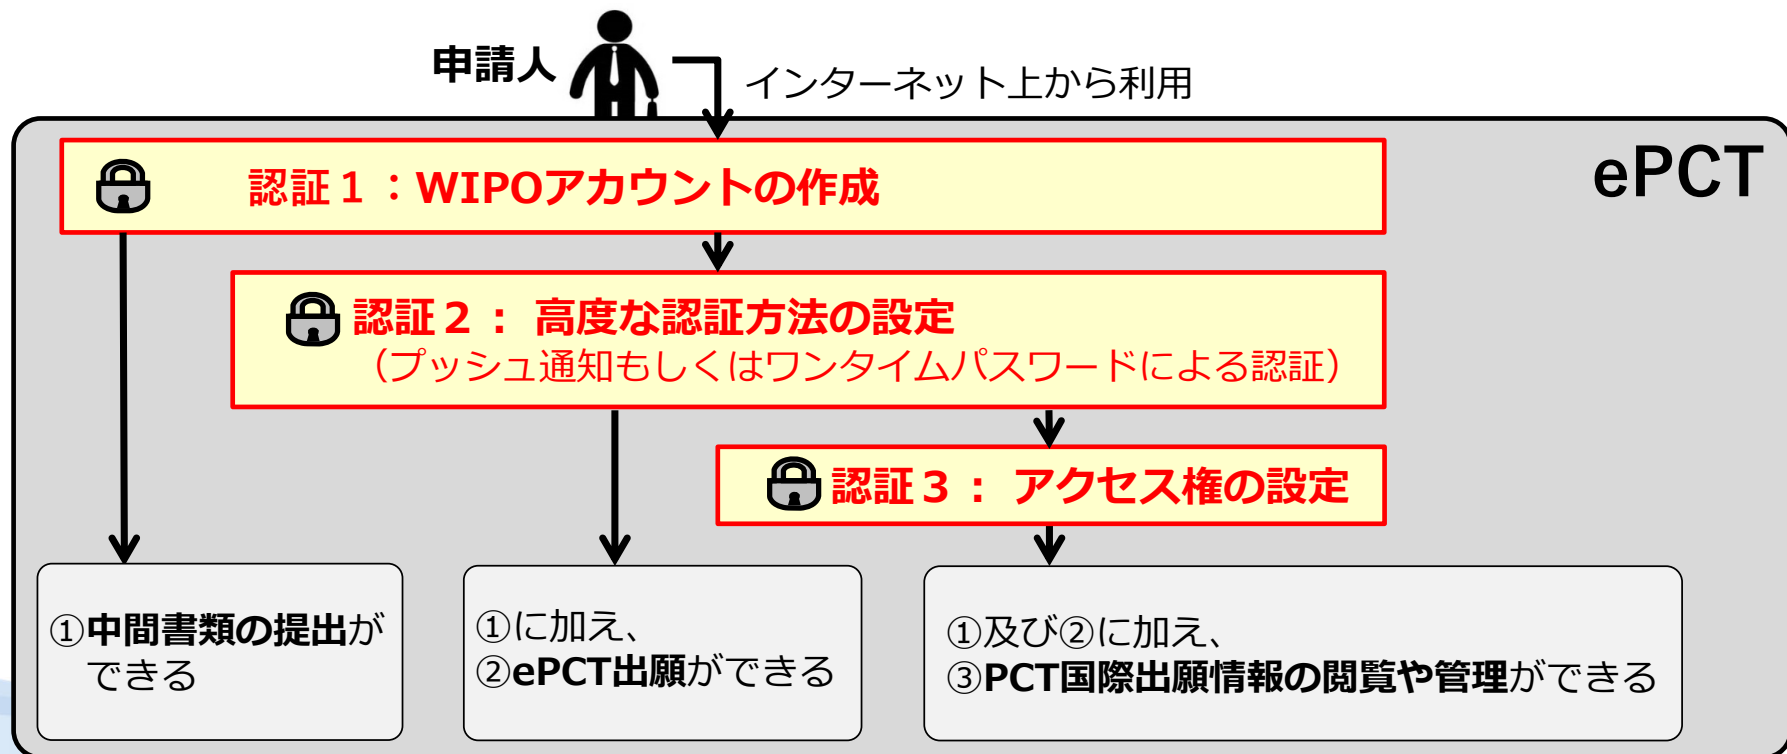 申請人
インターネット上から利用
ePCT
認証１：WIPOアカウントの作成
認証２： 高度な認証方法の設定
（プッシュ通知もしくはワンタイムパスワードによる認証）
認証３： アクセス権の設定
①中間書類の提出が
できる
①に加え、
②ePCT出願ができる
①及び②に加え、
③PCT国際出願情報の閲覧や管理ができる